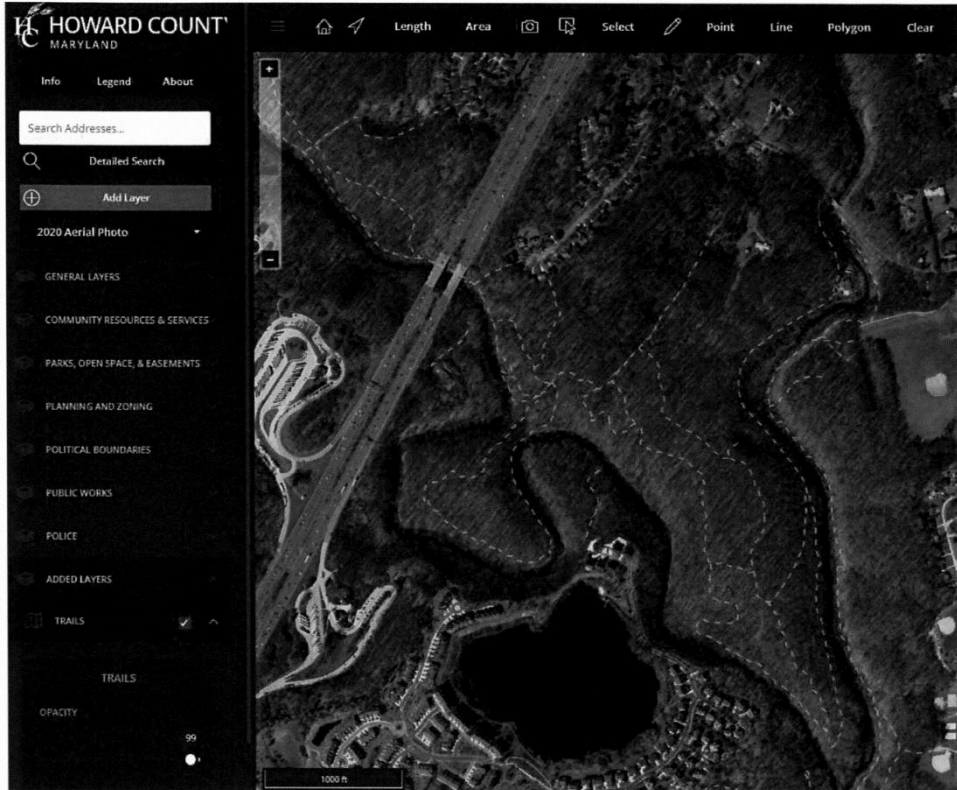 HC HOWARD COUNT
MARYLAND
Length Area Select Point Line Polygon Clear
Info Legend About
Search Addresses...
Detailed Search
Add Layer
2020 Aerial Photo
GENERAL LAYERS
COMMUNITY RESOURCES & SERVICES
PARKS, OPEN SPACE, & EASEMENTS
PLANNING AND ZONING
POLITICAL BOUNDARIES
PUBLIC WORKS
POLICE
ADDED LAYERS
TRAILS
TRAILS
OPACITY
99
+
−
1000 ft